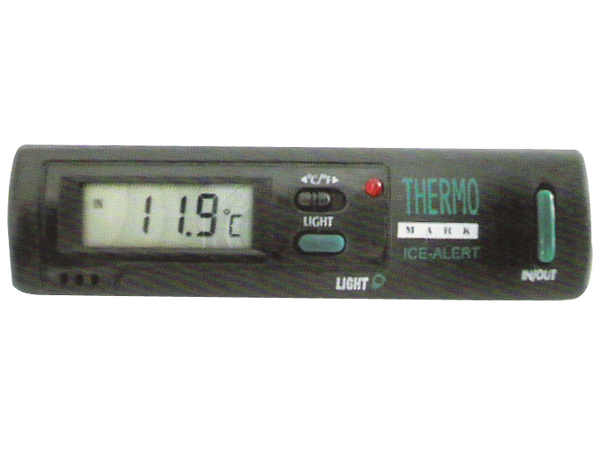 IN
11.9°C
◀°C/°F▶
LIGHT
LIGHT
THERMO
MARK
ICE-ALERT
IN/OUT